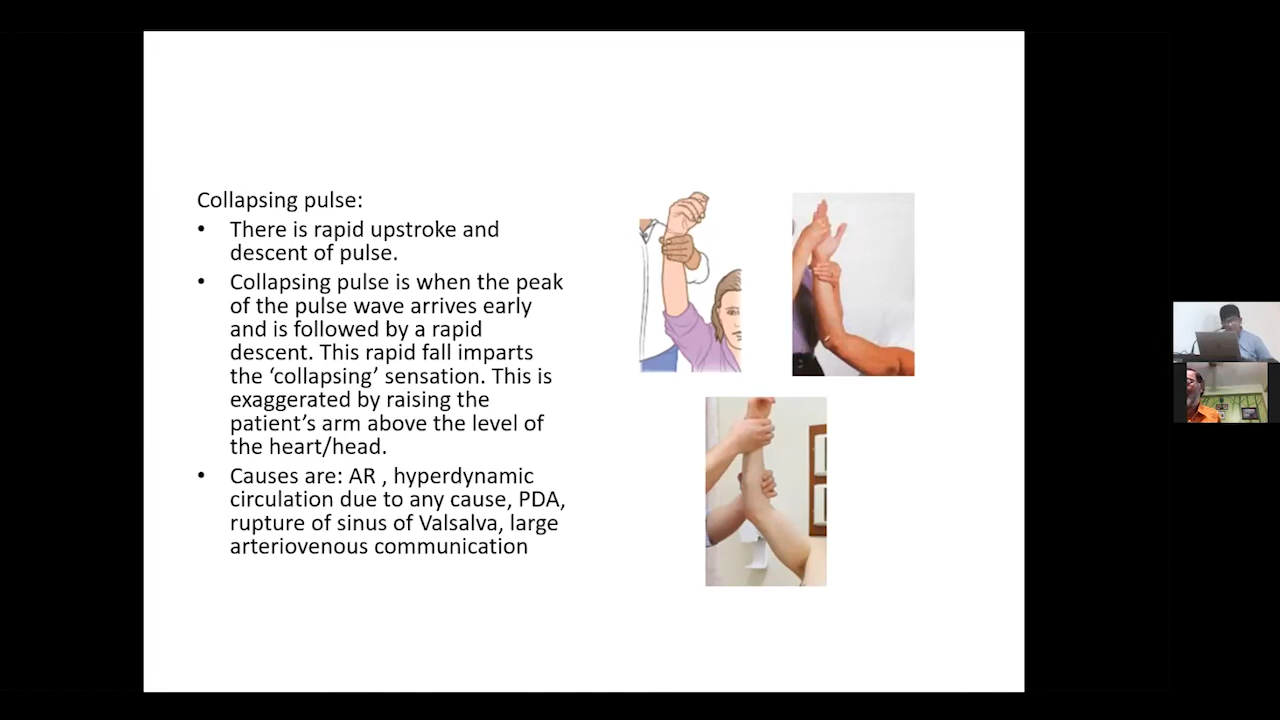 Collapsing pulse:
• There is rapid upstroke and
descent of pulse.
• Collapsing pulse is when the peak
of the pulse wave arrives early
and is followed by a rapid
descent. This rapid fall imparts
the ‘collapsing’ sensation. This is
exaggerated by raising the
patient’s arm above the level of
the heart/head.
• Causes are: AR , hyperdynamic
circulation due to any cause, PDA,
rupture of sinus of Valsalva, large
arteriovenous communication